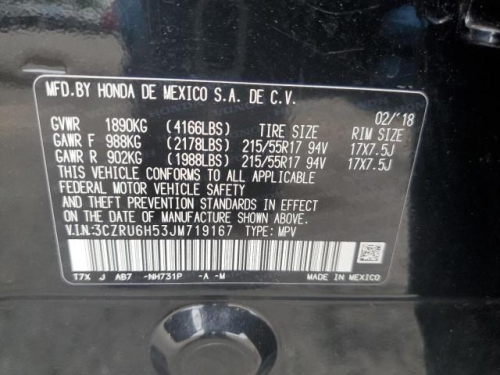 MFD.BY HONDA DE MEXICO S.A. DE C.V.
02/'18
GVWR 1890KG (4166LBS) TIRE SIZE RIM SIZE
GAWR F 988KG (2178LBS) 215/55R17 94V 17X7.5J
GAWR R 902KG (1988LBS) 215/55R17 94V 17X7.5J
THIS VEHICLE CONFORMS TO ALL APPLICABLE
FEDERAL MOTOR VEHICLE SAFETY
AND THEFT PREVENTION STANDARDS IN EFFECT
ON THE DATE OF MANUFACTURE SHOWN ABOVE.
V.I.N:3CZRU6H53JM719167 TYPE: MPV
T7X J AB7 -NH731P -A -M MADE IN MEXICO